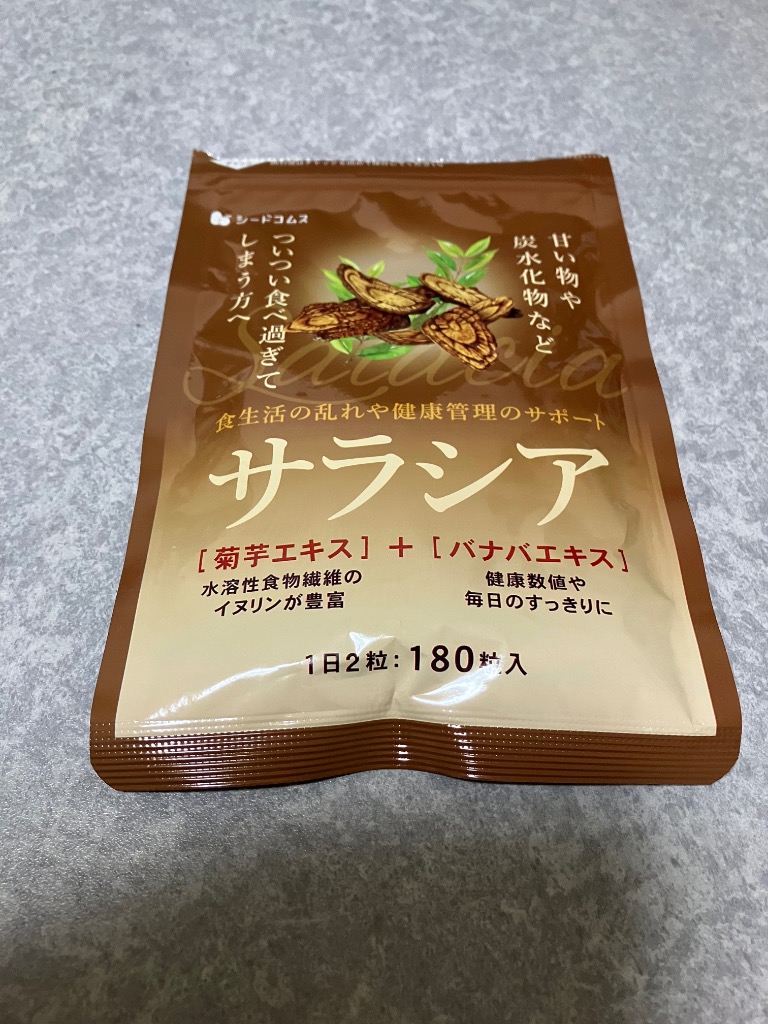 シードコムス
甘い物や
炭水化物など
ついつい食べ過ぎて
しまう方へ
Salacia
食生活の乱れや健康管理のサポート
サラシア
[菊芋エキス]+[バナバエキス]
水溶性食物繊維の
イヌリンが豊富
健康数値や
毎日のすっきりに
1日2粒:180粒入